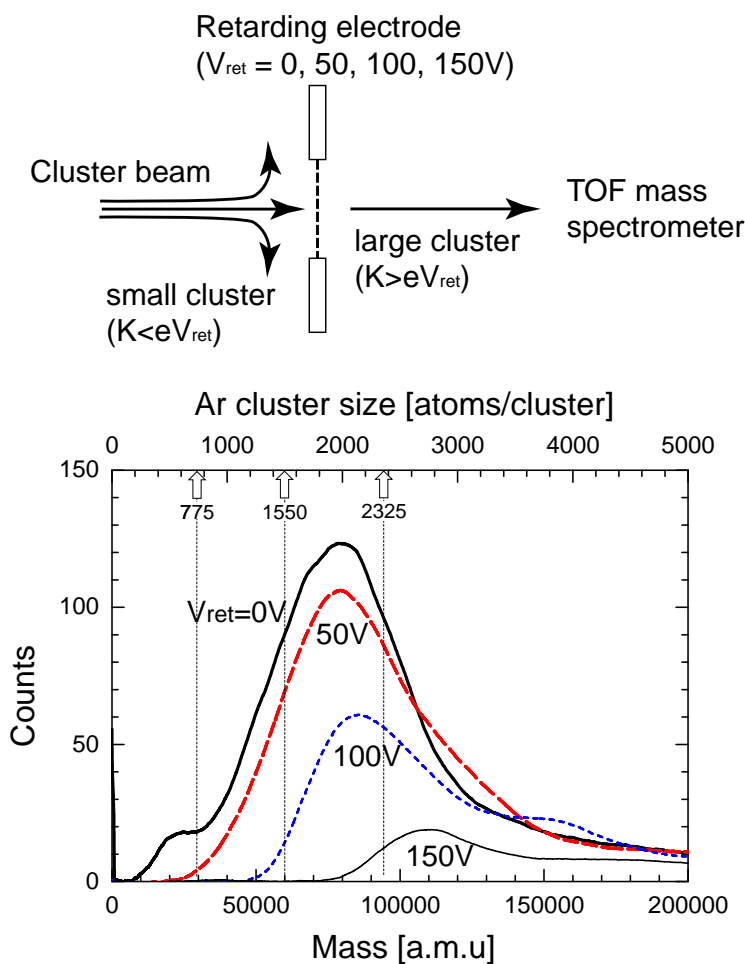 Retarding electrode
(Vret = 0, 50, 100, 150V)
Cluster beam
TOF mass
spectrometer
large cluster
(K>eVret)
small cluster
(K<eVret)
Ar cluster size [atoms/cluster]
0 1000 2000 3000 4000 5000
150
775 1550 2325
100
Vret=0V
50V
50
100V
150V
0
Counts
0 50000 100000 150000 200000
Mass [a.m.u]